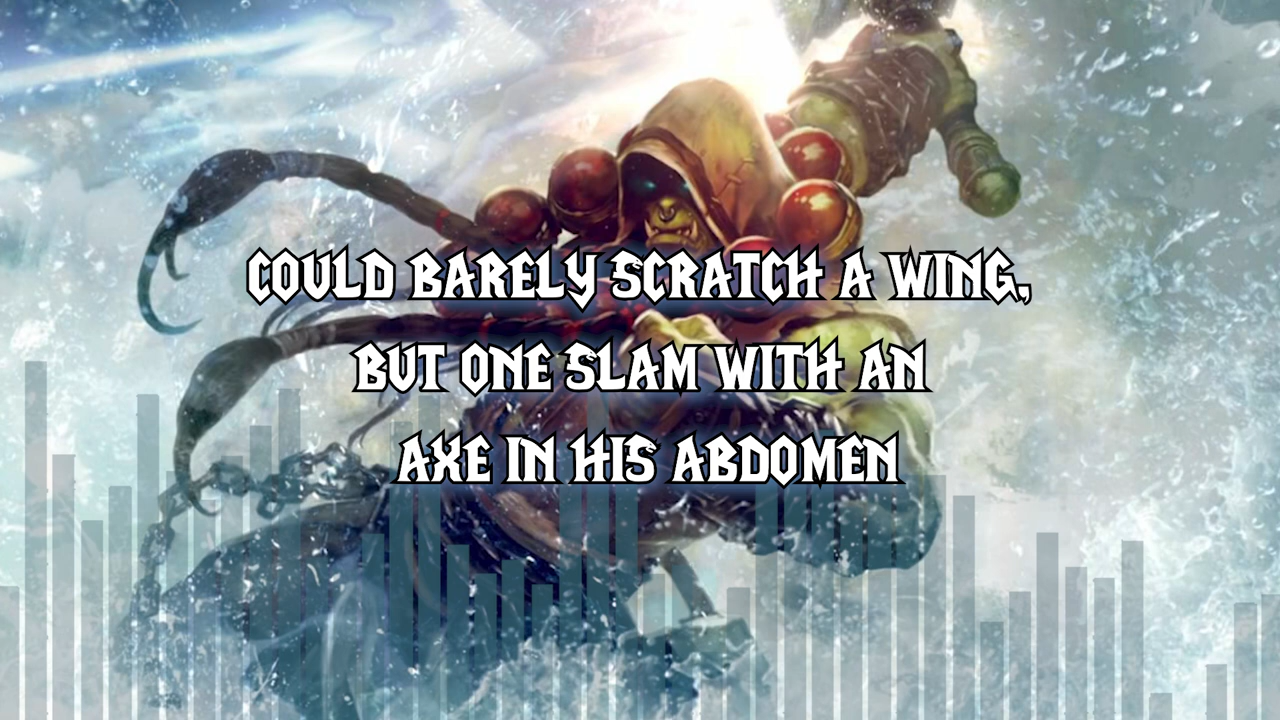 COULD BARELY SCRATCH A WING,
BUT ONE SLAM WITH AN
AXE IN HIS ABDOMEN